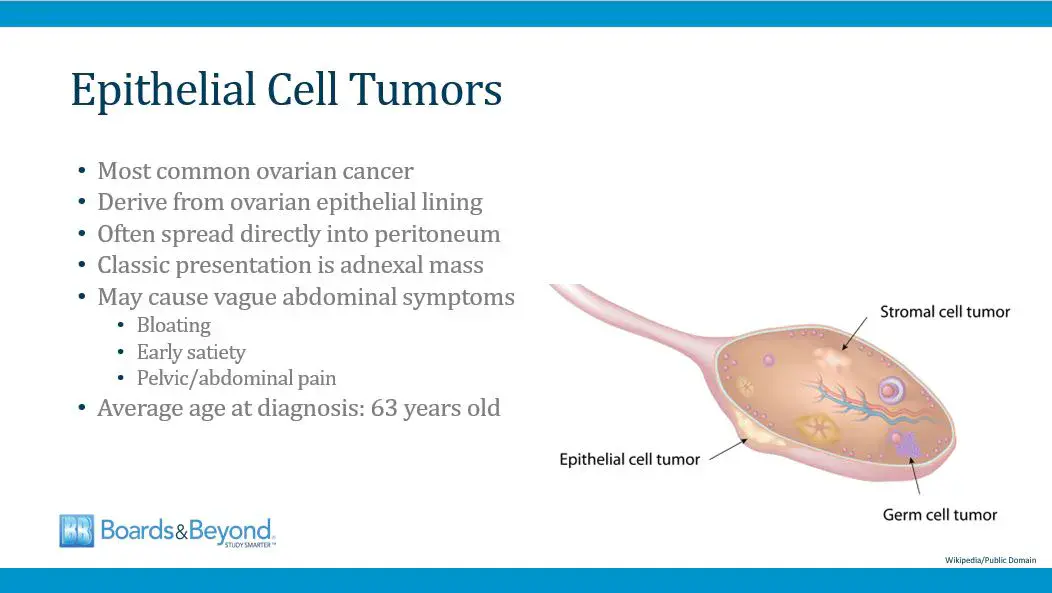 Epithelial Cell Tumors
• Most common ovarian cancer
• Derive from ovarian epithelial lining
• Often spread directly into peritoneum
• Classic presentation is adnexal mass
• May cause vague abdominal symptoms
• Bloating
• Early satiety
• Pelvic/abdominal pain
• Average age at diagnosis: 63 years old
Stromal cell tumor
Epithelial cell tumor
Germ cell tumor
BB Boards&Beyond®
STUDY SMARTER™
Wikipedia/Public Domain